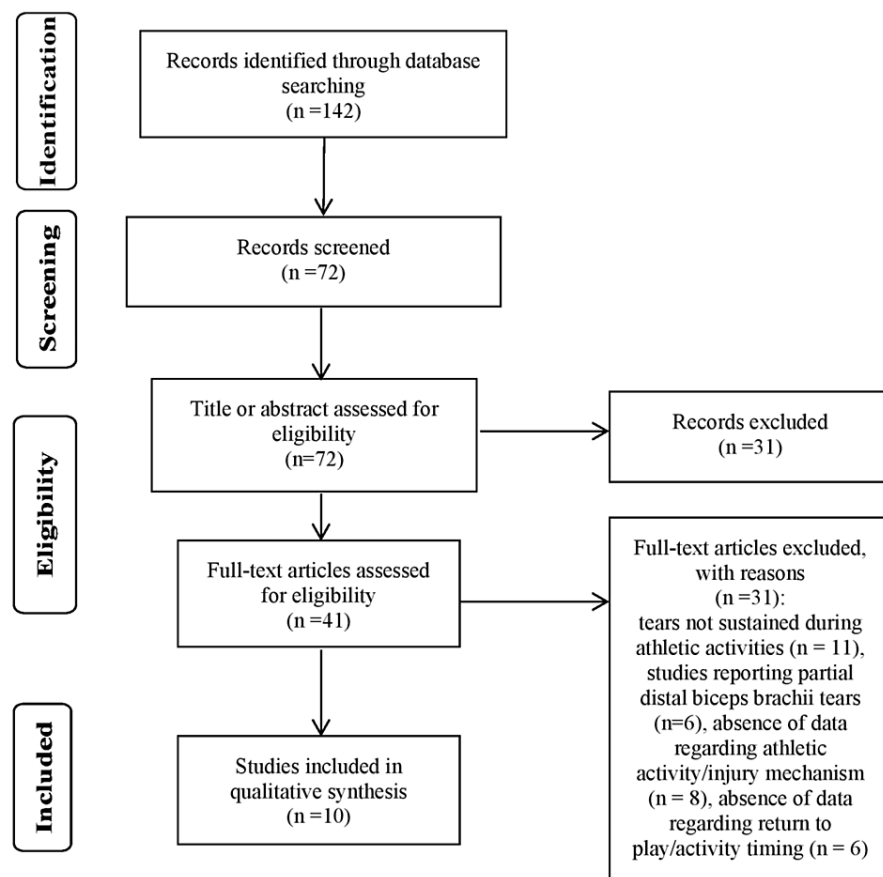 Identification
Records identified through database
searching
(n =142)
Screening
Records screened
(n =72)
Eligibility
Title or abstract assessed for
eligibility
(n=72)
Records excluded
(n =31)
Full-text articles assessed
for eligibility
(n =41)
Full-text articles excluded,
with reasons
(n =31):
tears not sustained during
athletic activities (n = 11),
studies reporting partial
distal biceps brachii tears
(n=6), absence of data
regarding athletic
activity/injury mechanism
(n = 8), absence of data
regarding return to
play/activity timing (n = 6)
Included
Studies included in
qualitative synthesis
(n =10)